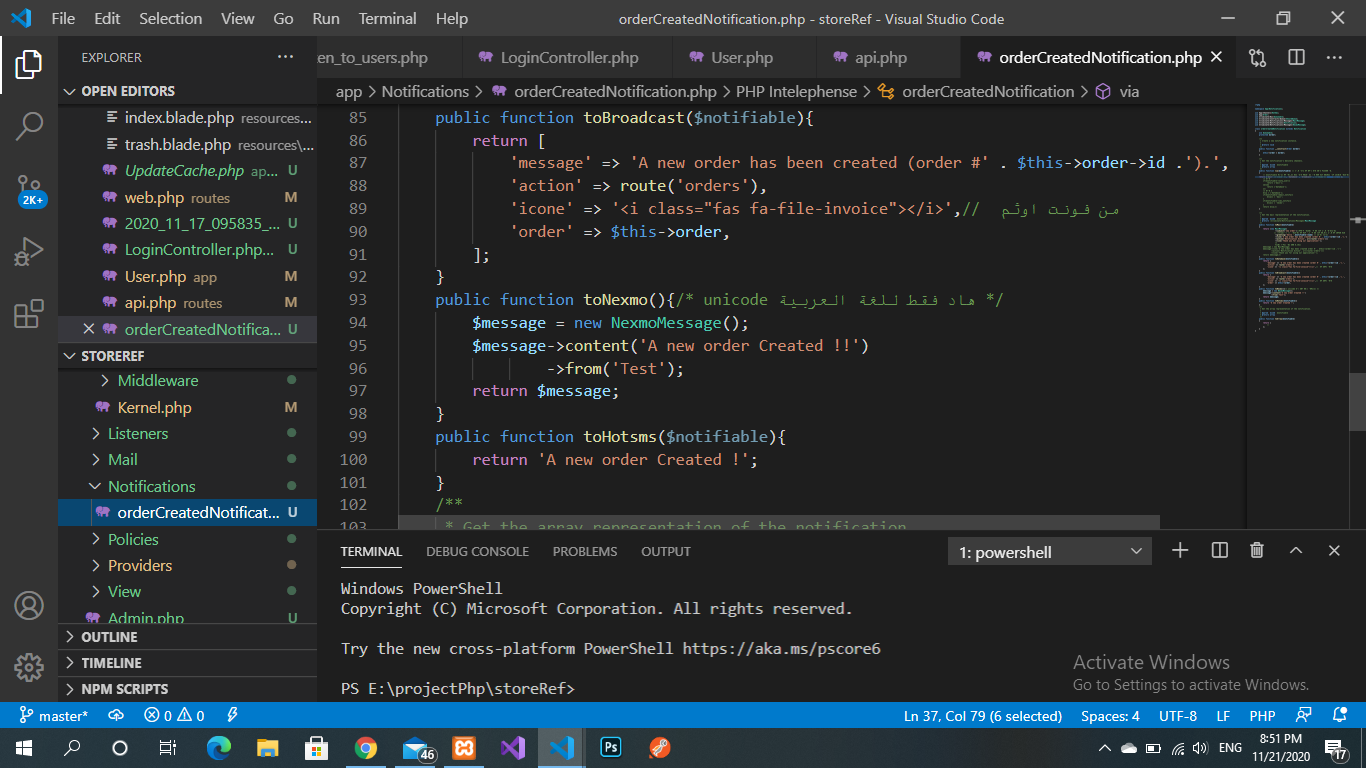 File Edit Selection View Go Run Terminal Help
orderCreatedNotification.php - storeRef - Visual Studio Code
EXPLORER
en_to_users.php LoginController.php User.php api.php orderCreatedNotification.php
OPEN EDITORS
app > Notifications > orderCreatedNotification.php > PHP Intelephense > orderCreatedNotification > via
index.blade.php resources...
trash.blade.php resources\...
UpdateCache.php ap... U
web.php routes M
2020_11_17_095835_... U
LoginController.php... U
User.php app M
api.php routes M
orderCreatedNotifica... U
STOREREF
Middleware
Kernel.php M
Listeners
Mail
Notifications
orderCreatedNotificat... U
Policies
Providers
View
Admin.php U
OUTLINE
TIMELINE
NPM SCRIPTS
2K+
85 public function toBroadcast($notifiable){
86 return [
87 'message' => 'A new order has been created (order #' . $this->order->id .').',
88 'action' => route('orders'),
89 'icone' => '<i class="fas fa-file-invoice"></i>',// من فونت اوثم
90 'order' => $this->order,
91 ];
92 }
93 public function toNexmo(){/* unicode هاد فقط للغة العربية */
94 $message = new NexmoMessage();
95 $message->content('A new order Created !!')
96 ->from('Test');
97 return $message;
98 }
99 public function toHotsms($notifiable){
100 return 'A new order Created !';
101 }
102 /**
103 * Get the array representation of the notification
TERMINAL DEBUG CONSOLE PROBLEMS OUTPUT
1: powershell
Windows PowerShell
Copyright (C) Microsoft Corporation. All rights reserved.
Try the new cross-platform PowerShell https://aka.ms/pscore6
PS E:\projectPhp\storeRef>
Activate Windows
Go to Settings to activate Windows.
master* 0 0
Ln 37, Col 79 (6 selected) Spaces: 4 UTF-8 LF PHP
46
Ps
ENG
8:51 PM
11/21/2020
17